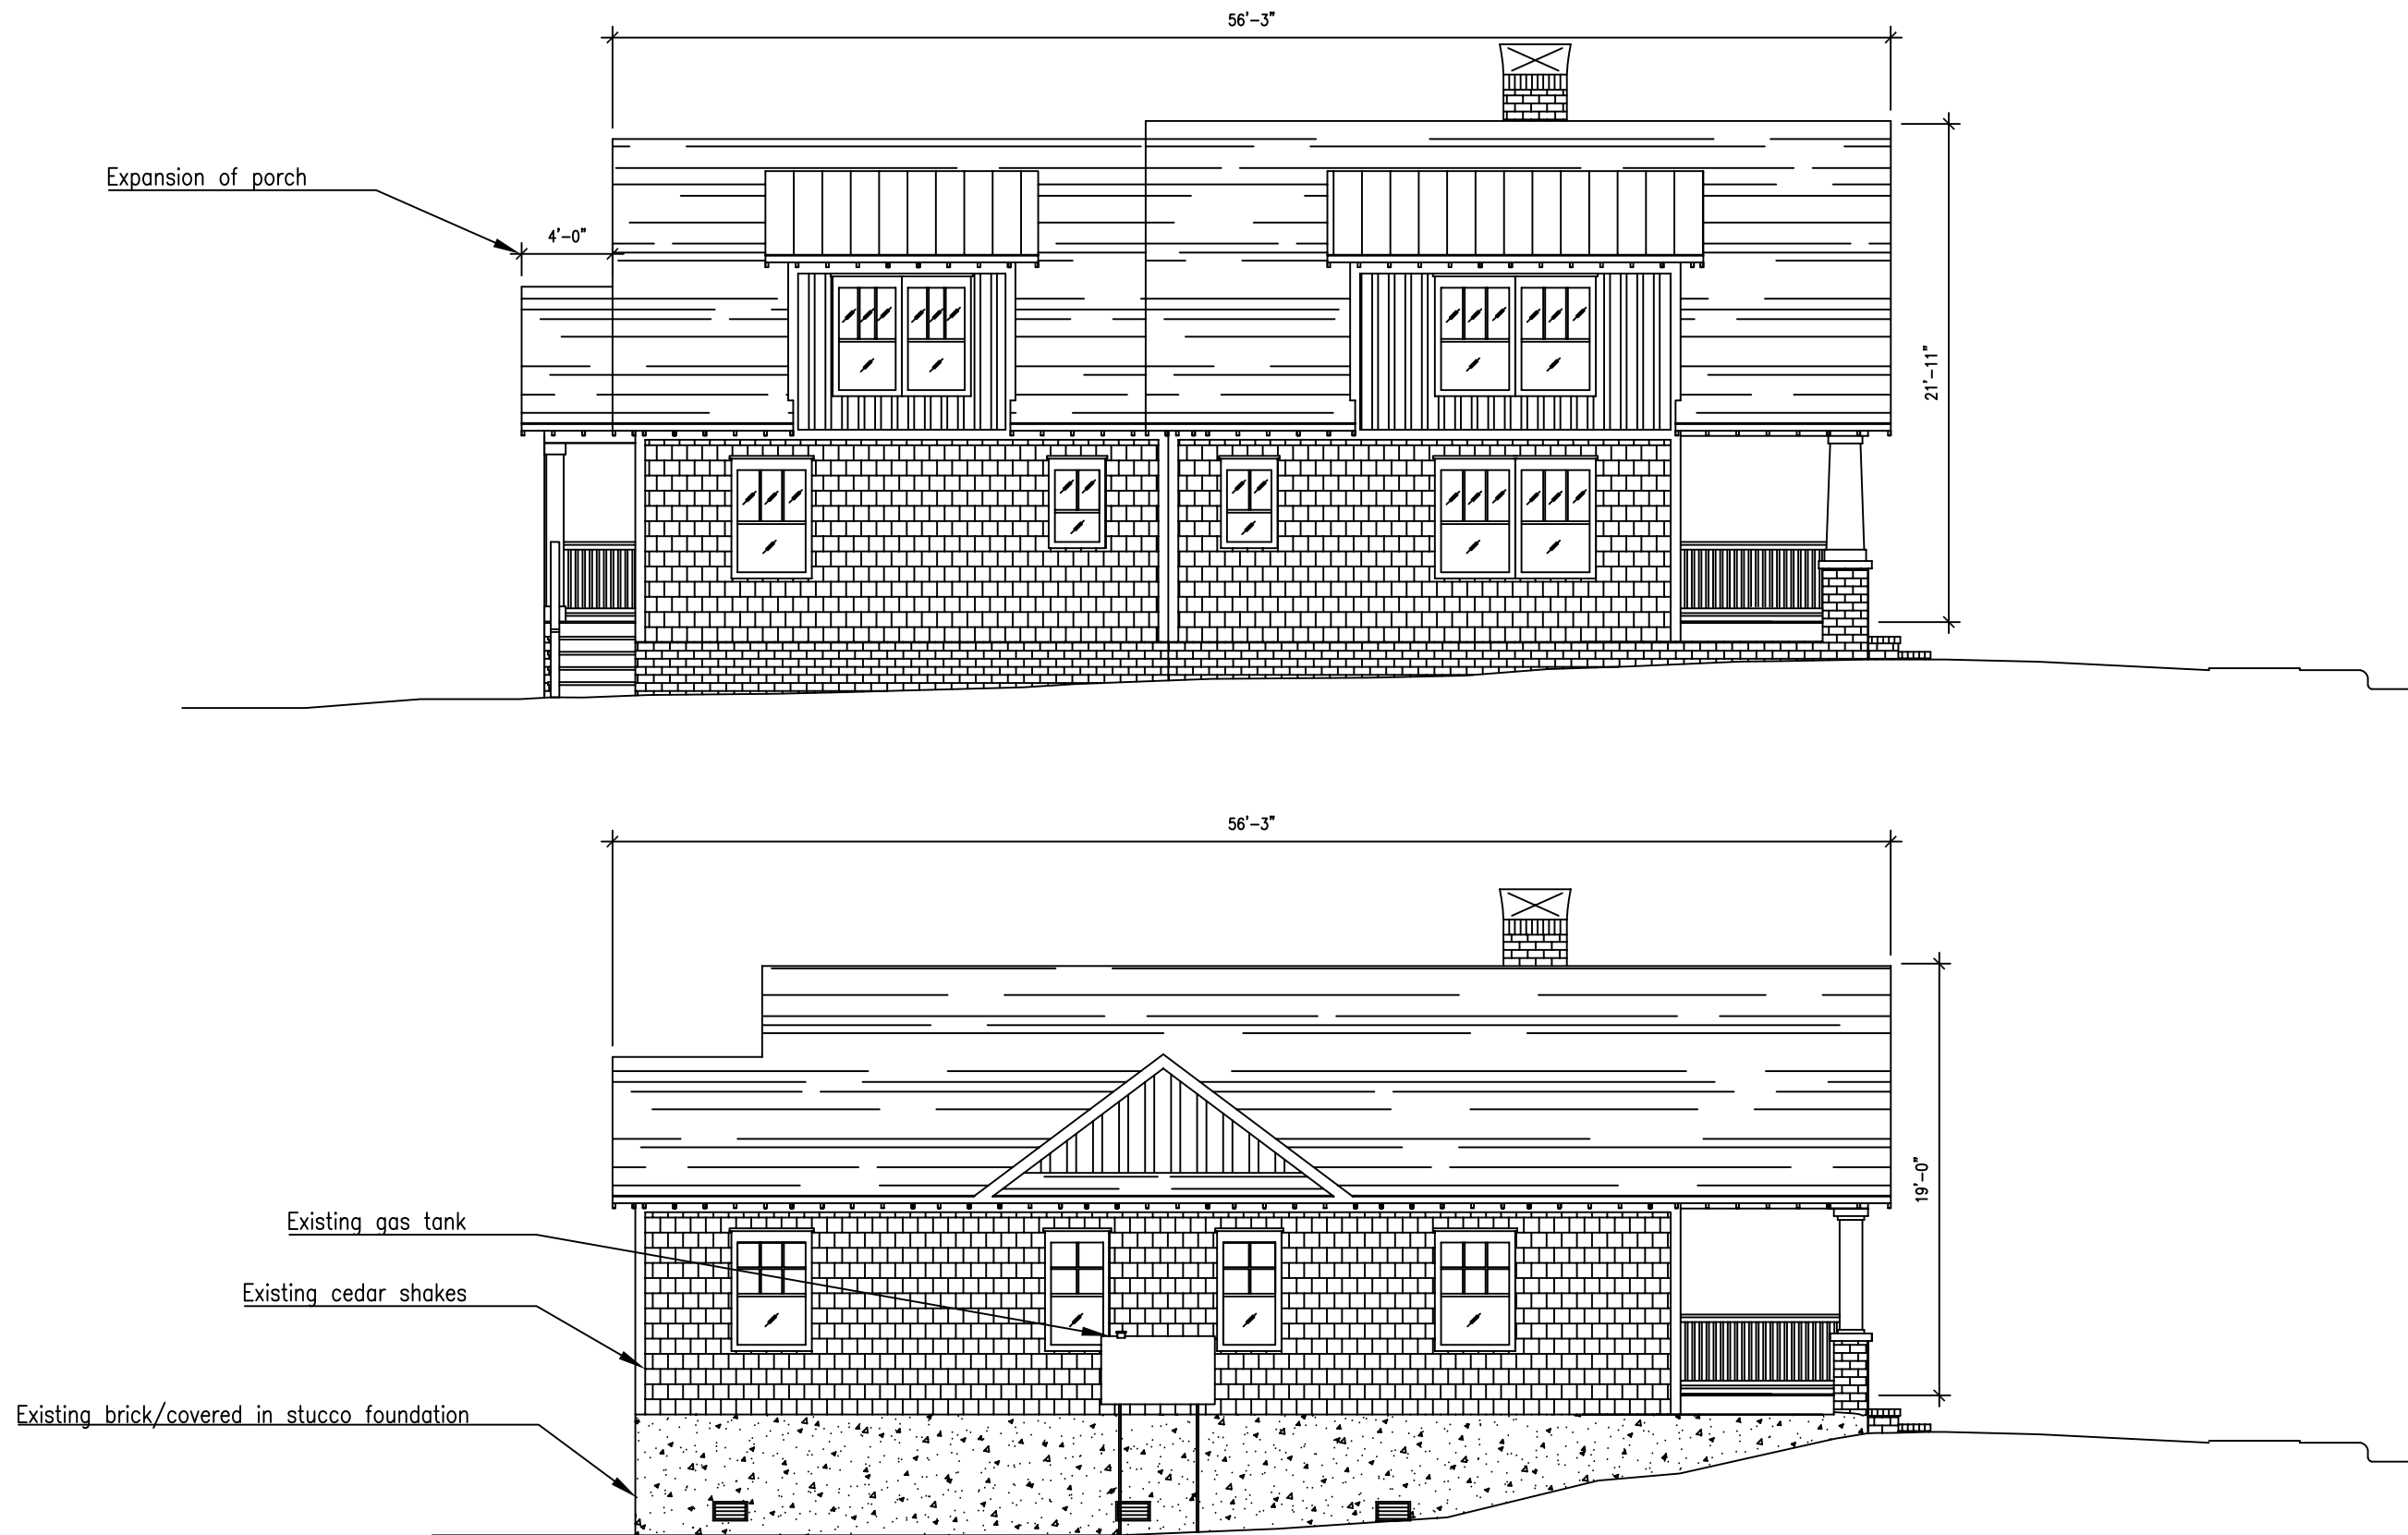 56'-3"
Expansion of porch
4'-0"
21'-11"
56'-3"
19'-0"
Existing gas tank
Existing cedar shakes
Existing brick/covered in stucco foundation